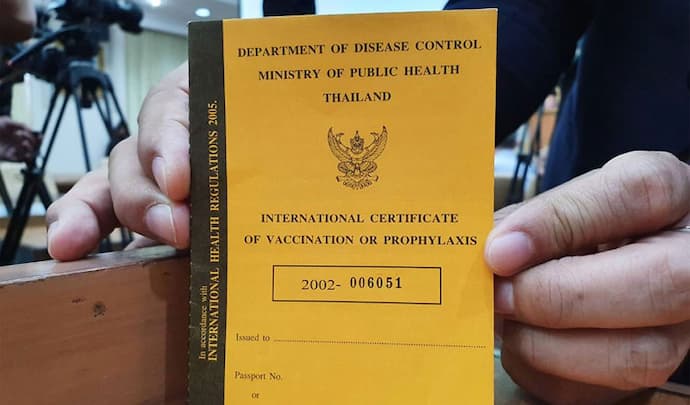 DEPARTMENT OF DISEASE CONTROL
MINISTRY OF PUBLIC HEALTH
THAILAND
INTERNATIONAL CERTIFICATE
OF VACCINATION OR PROPHYLAXIS
2002- 006051
Issued to
Passport No.
or
In accordance with
INTERNATIONAL HEALTH REGULATIONS 2005.